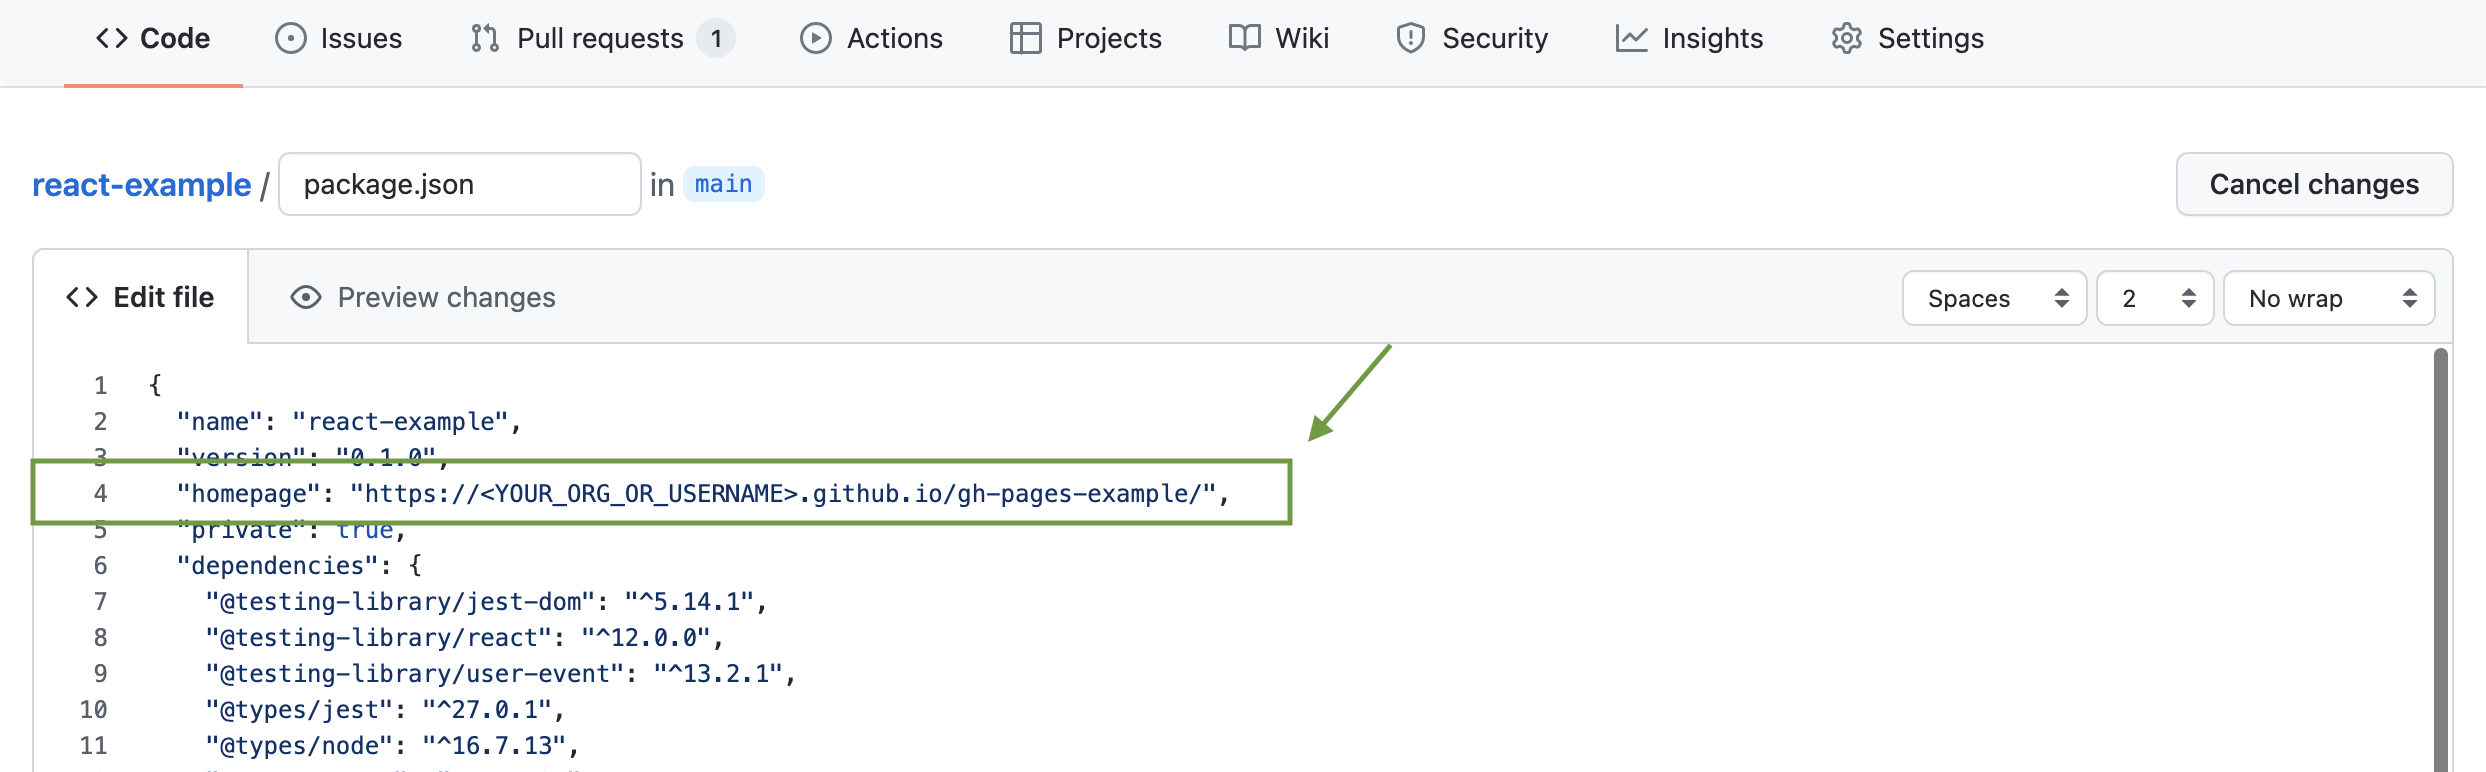 Code Issues Pull requests 1 Actions Projects Wiki Security Insights Settings
react-example / package.json in main Cancel changes
Edit file Preview changes Spaces 2 No wrap
1 {
2 "name": "react-example",
3 "version": "0.1.0",
4 "homepage": "https://<YOUR_ORG_OR_USERNAME>.github.io/gh-pages-example/",
5 "private": true,
6 "dependencies": {
7 "@testing-library/jest-dom": "^5.14.1",
8 "@testing-library/react": "^12.0.0",
9 "@testing-library/user-event": "^13.2.1",
10 "@types/jest": "^27.0.1",
11 "@types/node": "^16.7.13",